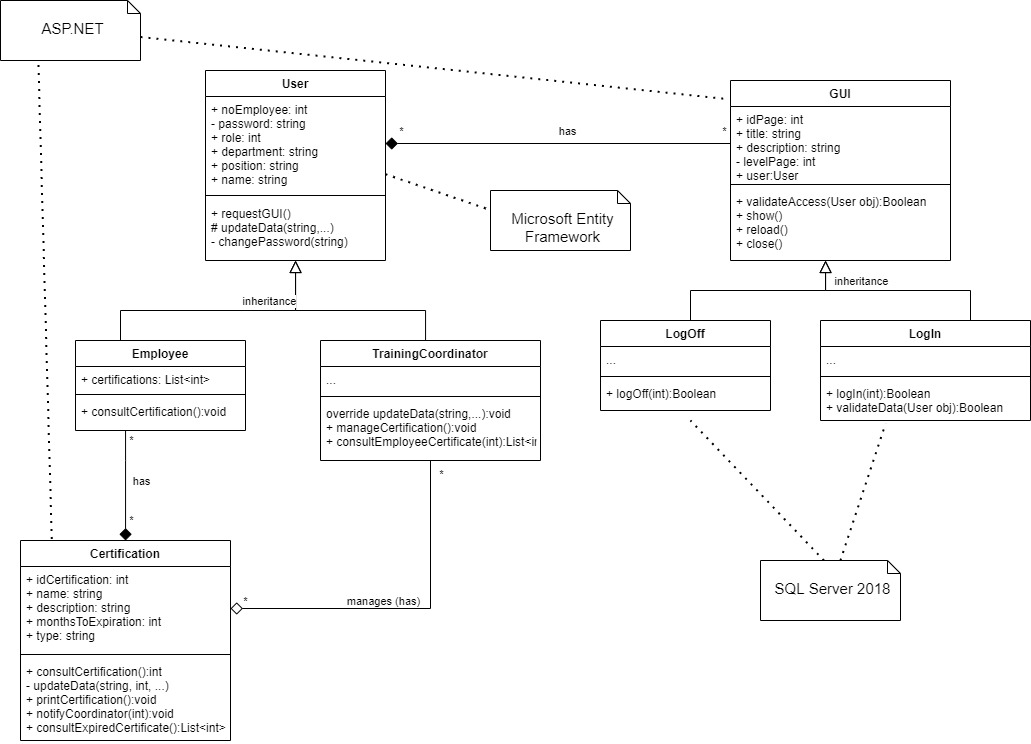 ASP.NET
User
+ noEmployee: int
- password: string
+ role: int
+ department: string
+ position: string
+ name: string
+ requestGUI()
# updateData(string,...)
- changePassword(string)
*
has
*
GUI
+ idPage: int
+ title: string
+ description: string
- levelPage: int
+ user:User
+ validateAccess(User obj):Boolean
+ show()
+ reload()
+ close()
Microsoft Entity
Framework
inheritance
inheritance
Employee
+ certifications: List<int>
+ consultCertification():void
TrainingCoordinator
...
override updateData(string,...):void
+ manageCertification():void
+ consultEmployeeCertificate(int):List<in
LogOff
...
+ logOff(int):Boolean
LogIn
...
+ logIn(int):Boolean
+ validateData(User obj):Boolean
*
has
*
*
manages (has)
*
Certification
+ idCertification: int
+ name: string
+ description: string
+ monthsToExpiration: int
+ type: string
+ consultCertification():int
- updateData(string, int, ...)
+ printCertification():void
+ notifyCoordinator(int):void
+ consultExpiredCertificate():List<int>
SQL Server 2018